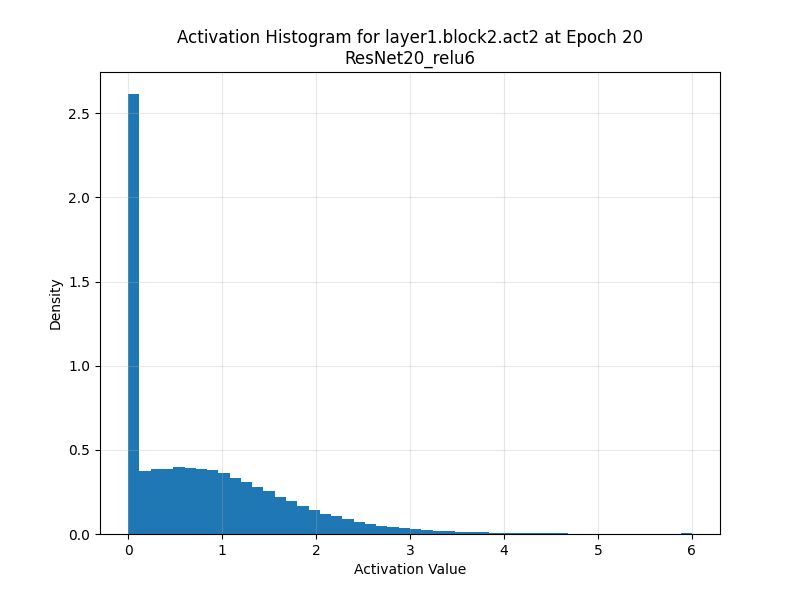 Activation Histogram for layer1.block2.act2 at Epoch 20
ResNet20_relu6
2.5
2.0
1.5
1.0
0.5
0.0
Density
0 1 2 3 4 5 6
Activation Value